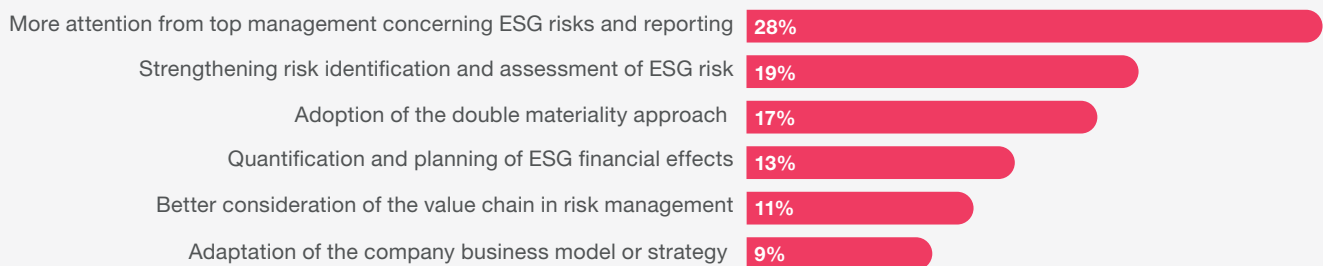 More attention from top management concerning ESG risks and reporting 28%
Strengthening risk identification and assessment of ESG risk 19%
Adoption of the double materiality approach 17%
Quantification and planning of ESG financial effects 13%
Better consideration of the value chain in risk management 11%
Adaptation of the company business model or strategy 9%